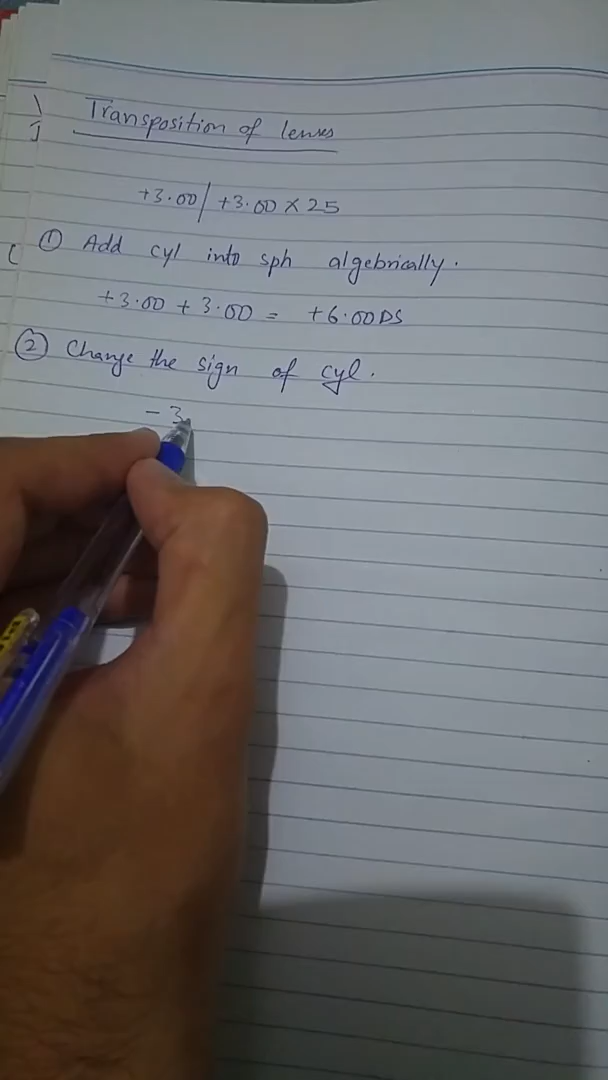 Transposition of lenses
+3.00/+3.00 × 25
① Add cyl into sph algebrically.
+3.00 + 3.00 = +6.00DS
② Change the sign of cyl.
- 3.